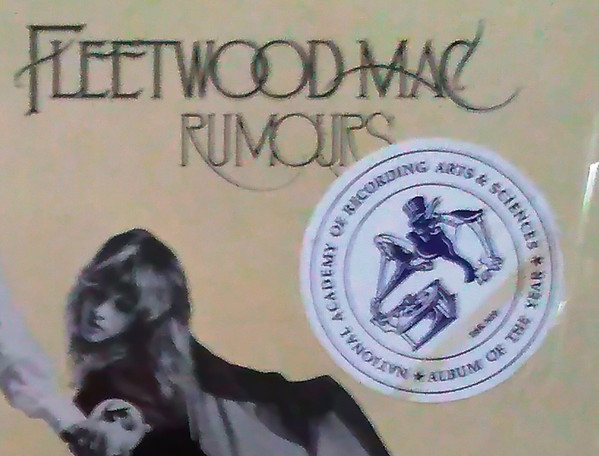 FLEETWOOD MAC
RUMOURS
NATIONAL ACADEMY OF RECORDING ARTS & SCIENCES ★ ALBUM OF THE YEAR ★